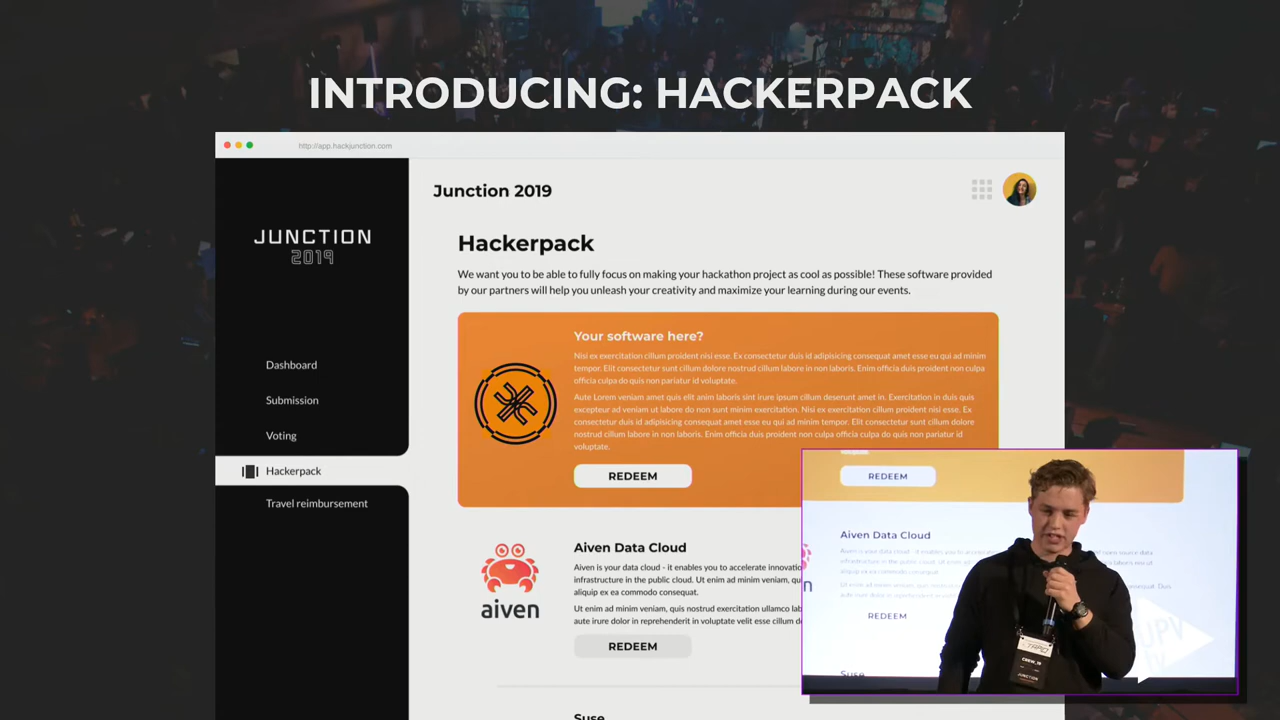 INTRODUCING: HACKERPACK
http://app.hackjunction.com
JUNCTION
2019
Junction 2019
Hackerpack
We want you to be able to fully focus on making your hackathon project as cool as possible! These software provided
by our partners will help you unleash your creativity and maximize your learning during our events.
Dashboard
Submission
Voting
Hackerpack
Travel reimbursement
Your software here?
Nisi ex exercitation cillum proident nisi esse. Ex consectetur duis id adipisicing consequat amet esse eu qui ad minim
tempor. Elit consectetur sunt cillum dolore nostrud cillum labore in non laboris. Enim officia duis proident non culpa
officia culpa do quis non pariatur id voluptate.
Aute Lorem veniam amet quis elit anim laboris sint irure ipsum cillum deserunt amet in. Exercitation in duis quis
excepteur ad veniam ut labore do non sunt minim exercitation. Nisi ex exercitation cillum proident nisi esse. Ex
consectetur duis id adipisicing consequat amet esse eu qui ad minim tempor. Elit consectetur sunt cillum dolore
nostrud cillum labore in non laboris. Enim officia duis proident non culpa officia culpa do quis non pariatur id
voluptate.
REDEEM
aiven
Aiven Data Cloud
Aiven is your data cloud - it enables you to accelerate innovatio
infrastructure in the public cloud. Ut enim ad minim veniam, qu
aliquip ex ea commodo consequat.
Ut enim ad minim veniam, quis nostrud exercitation ullamco lab
aute irure dolor in reprehenderit in voluptate velit esse cillum d
REDEEM
Suse
REDEEM
Aiven Data Cloud
REDEEM
Suse
JUNCTION